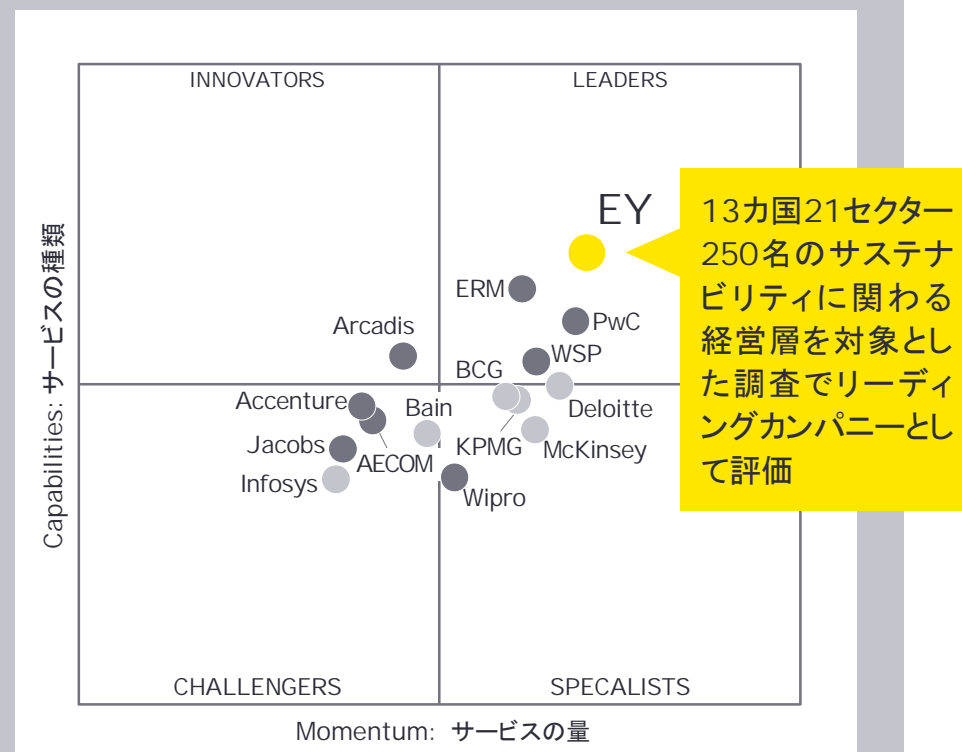 INNOVATORS
LEADERS
EY
13カ国21セクター
250名のサステナ
ビリティに関わる
経営層を対象とし
た調査でリーディ
ングカンパニーとし
て評価
ERM
PwC
Arcadis
WSP
BCG
Deloitte
Accenture
Bain
KPMG
McKinsey
Jacobs
AECOM
Infosys
Wipro
CHALLENGERS
SPECALISTS
Capabilities: サービスの種類
Momentum: サービスの量